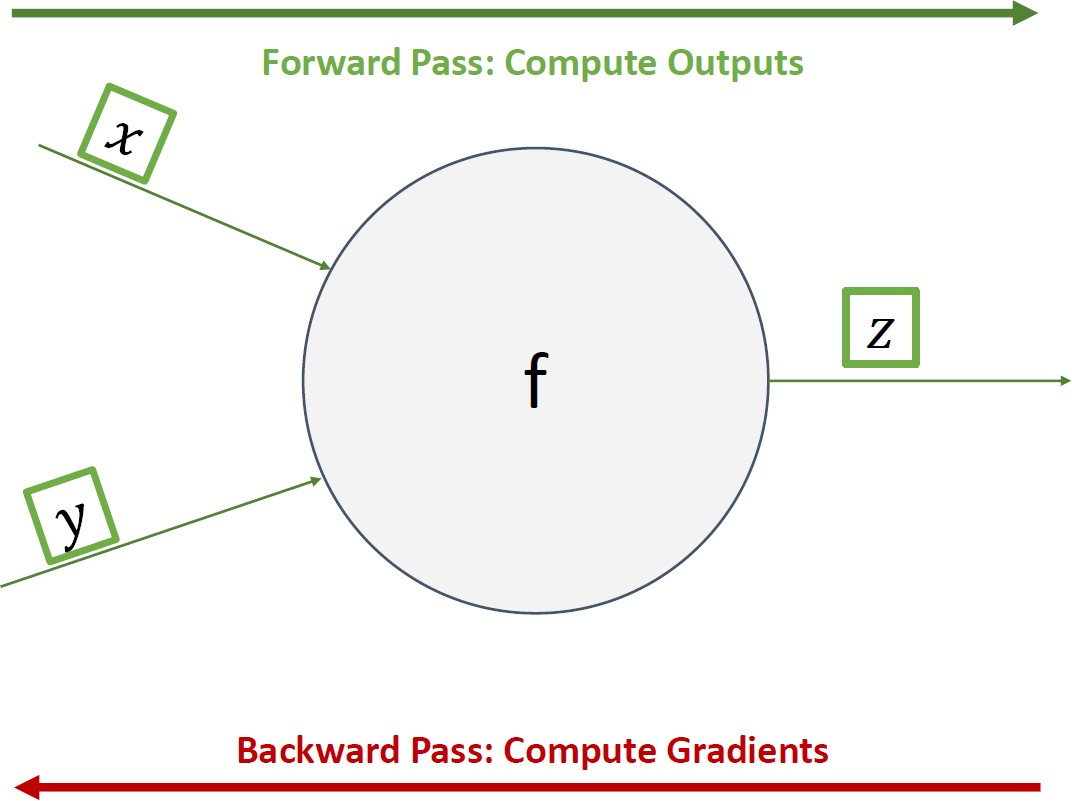 Forward Pass: Compute Outputs
x
z
f
y
Backward Pass: Compute Gradients